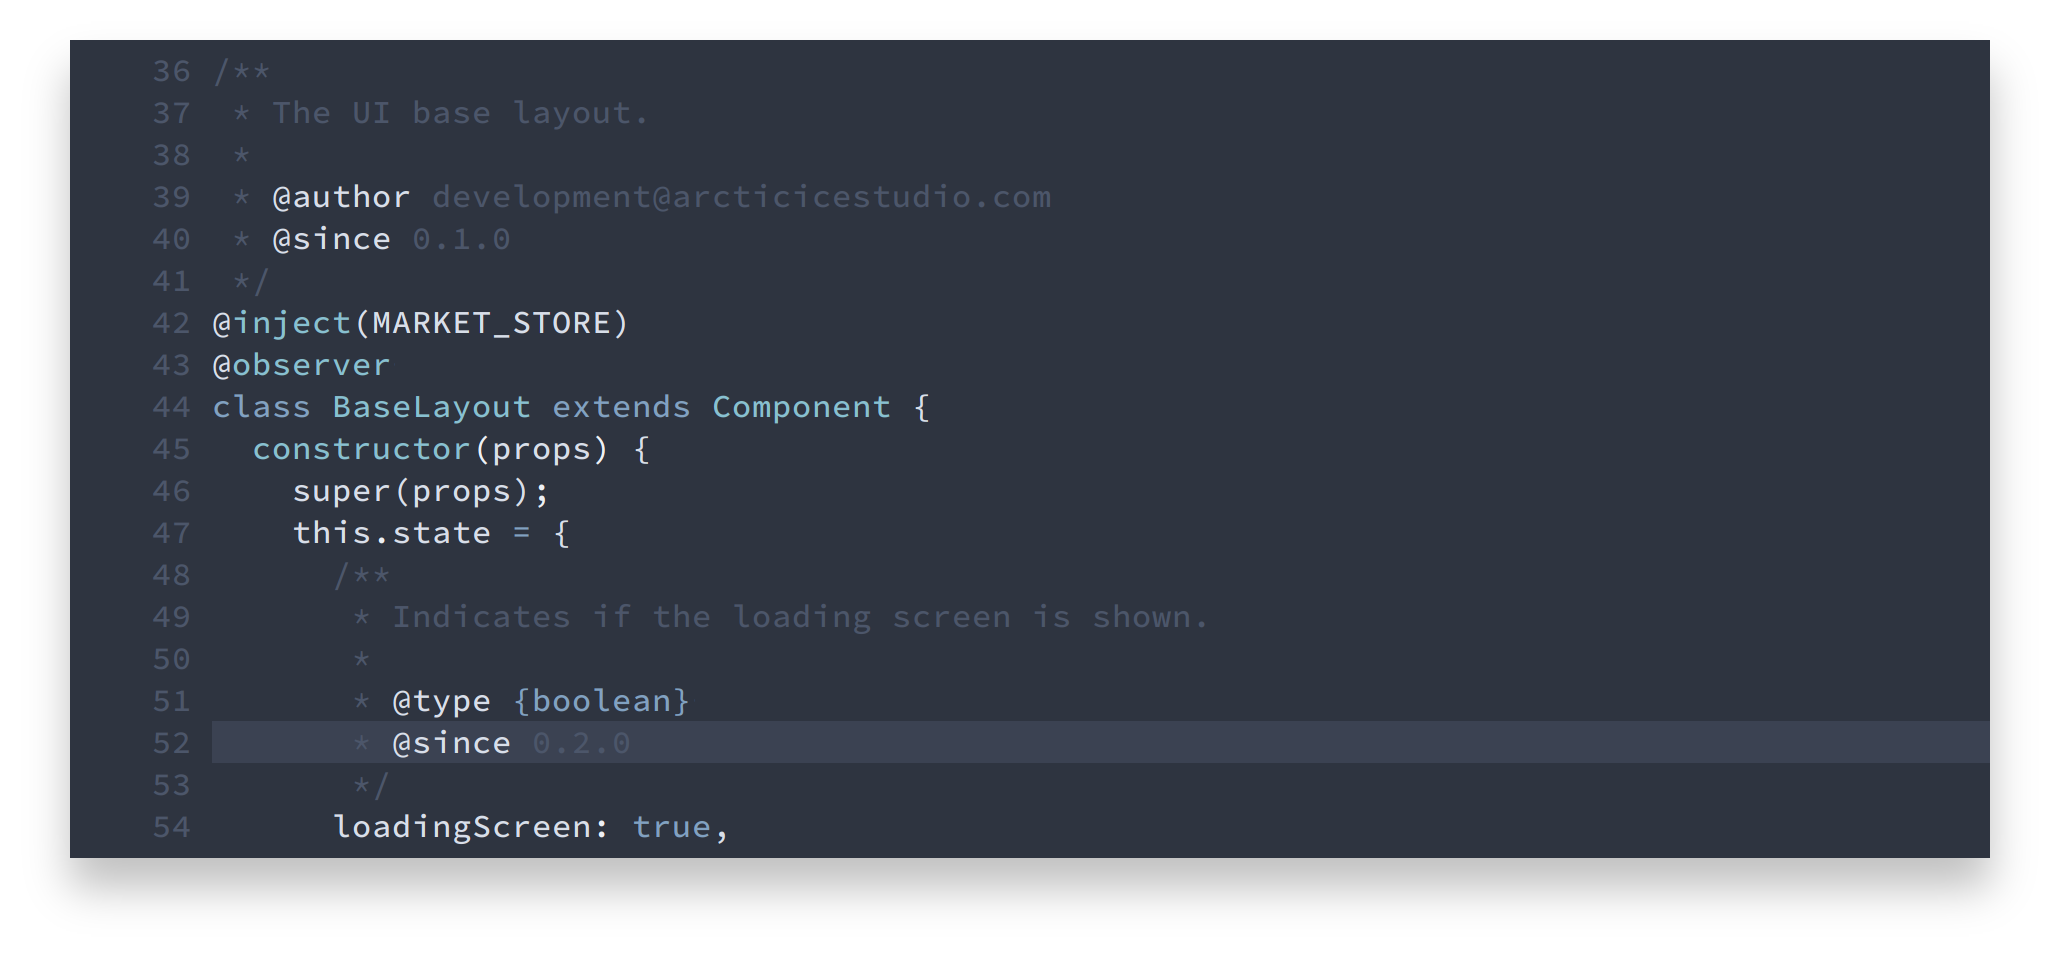 36 /**
37  * The UI base layout.
38  *
39  * @author development@arcticicestudio.com
40  * @since 0.1.0
41  */
42 @inject(MARKET_STORE)
43 @observer
44 class BaseLayout extends Component {
45   constructor(props) {
46     super(props);
47     this.state = {
48       /**
49        * Indicates if the loading screen is shown.
50        *
51        * @type {boolean}
52        * @since 0.2.0
53        */
54       loadingScreen: true,